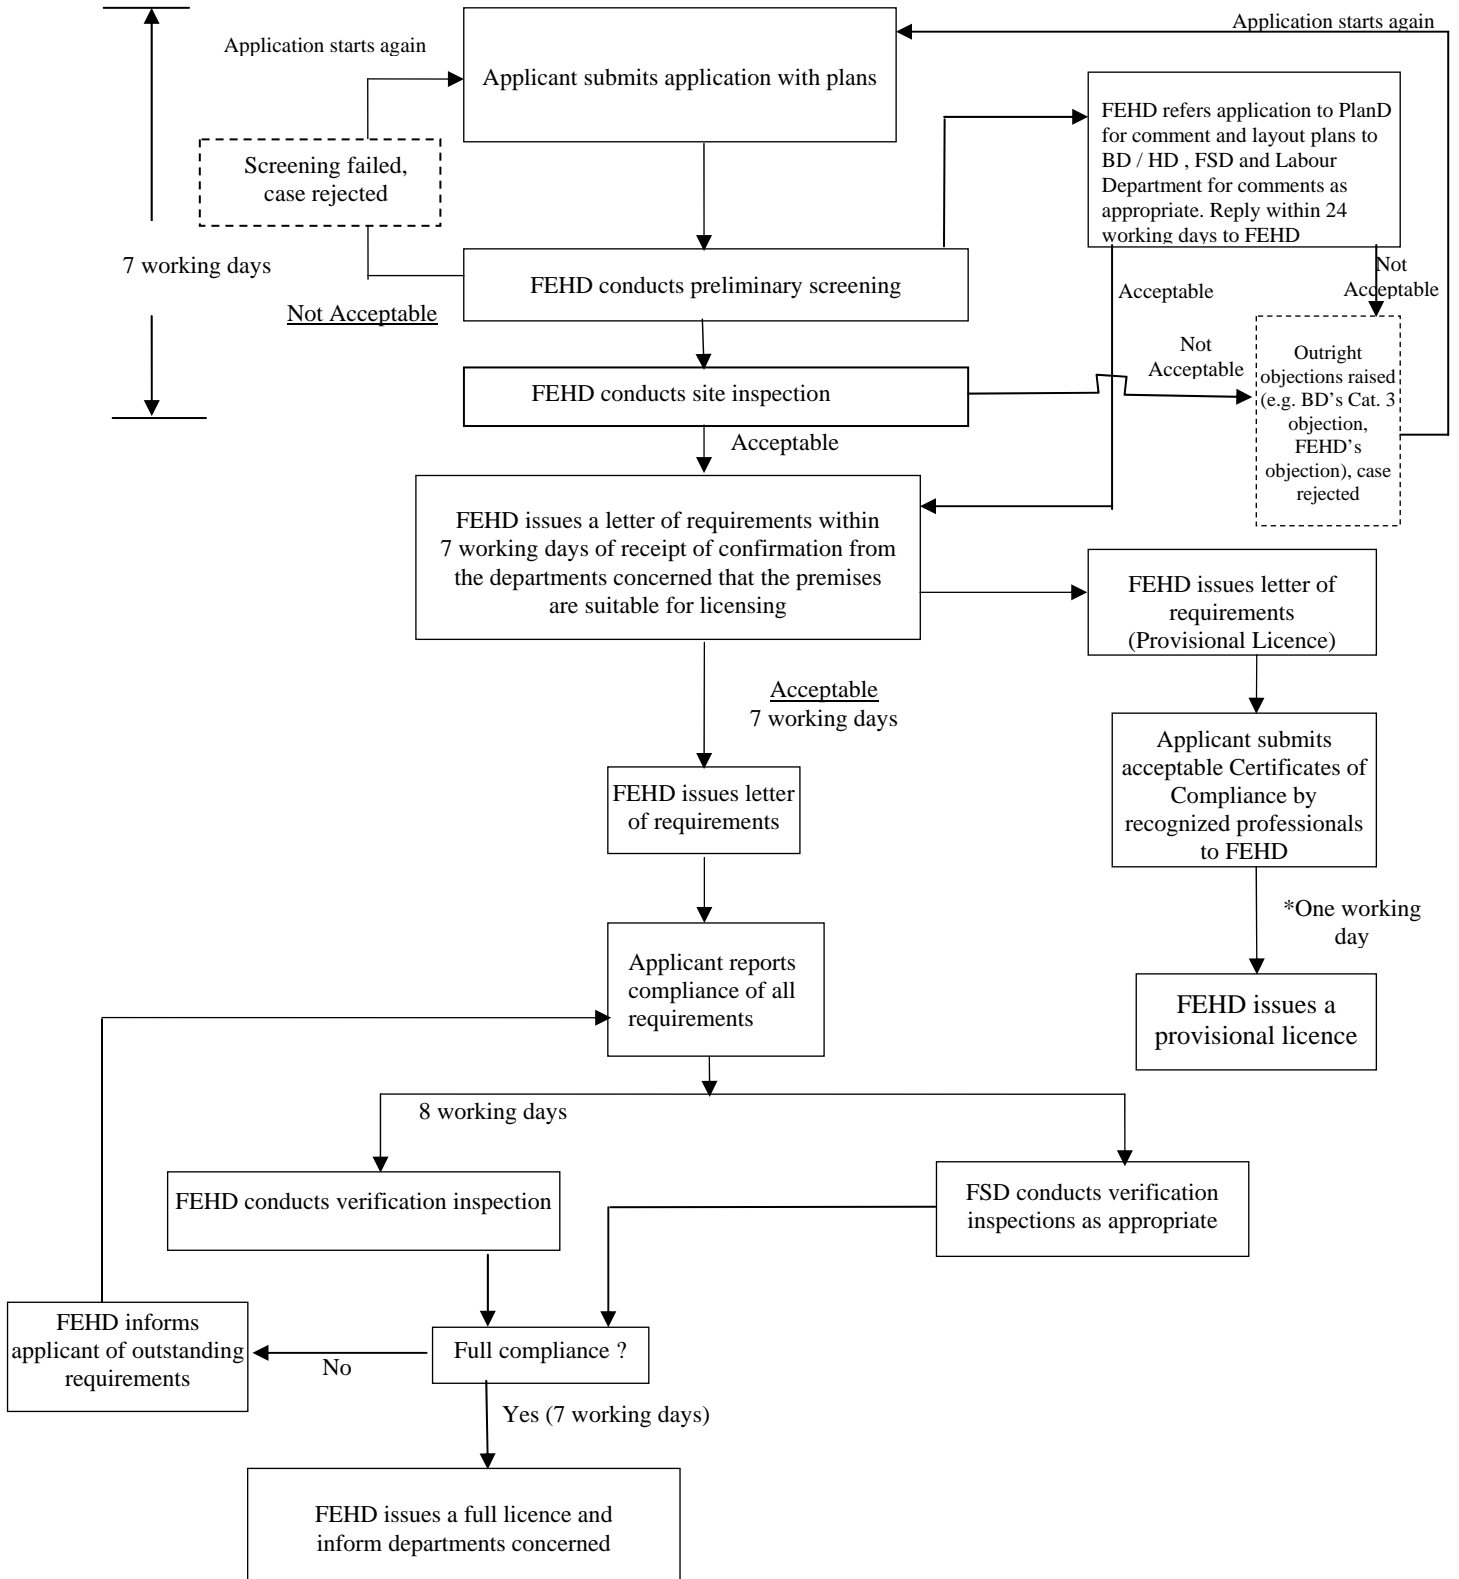 Application starts again
Application starts again
Applicant submits application with plans
FEHD refers application to PlanD
for comment and layout plans to
BD / HD , FSD and Labour
Department for comments as
appropriate. Reply within 24
working days to FEHD
Screening failed,
case rejected
7 working days
FEHD conducts preliminary screening
Not Acceptable
Acceptable
Not
Acceptable
Not
Acceptable
FEHD conducts site inspection
Outright
objections raised
(e.g. BD's Cat. 3
objection,
FEHD's
objection), case
rejected
Acceptable
FEHD issues a letter of requirements within
7 working days of receipt of confirmation from
the departments concerned that the premises
are suitable for licensing
FEHD issues letter of
requirements
(Provisional Licence)
Acceptable
7 working days
Applicant submits
acceptable Certificates of
Compliance by
recognized professionals
to FEHD
FEHD issues letter
of requirements
*One working
day
Applicant reports
compliance of all
requirements
FEHD issues a
provisional licence
8 working days
FEHD conducts verification inspection
FSD conducts verification
inspections as appropriate
FEHD informs
applicant of outstanding
requirements
No
Full compliance ?
Yes (7 working days)
FEHD issues a full licence and
inform departments concerned